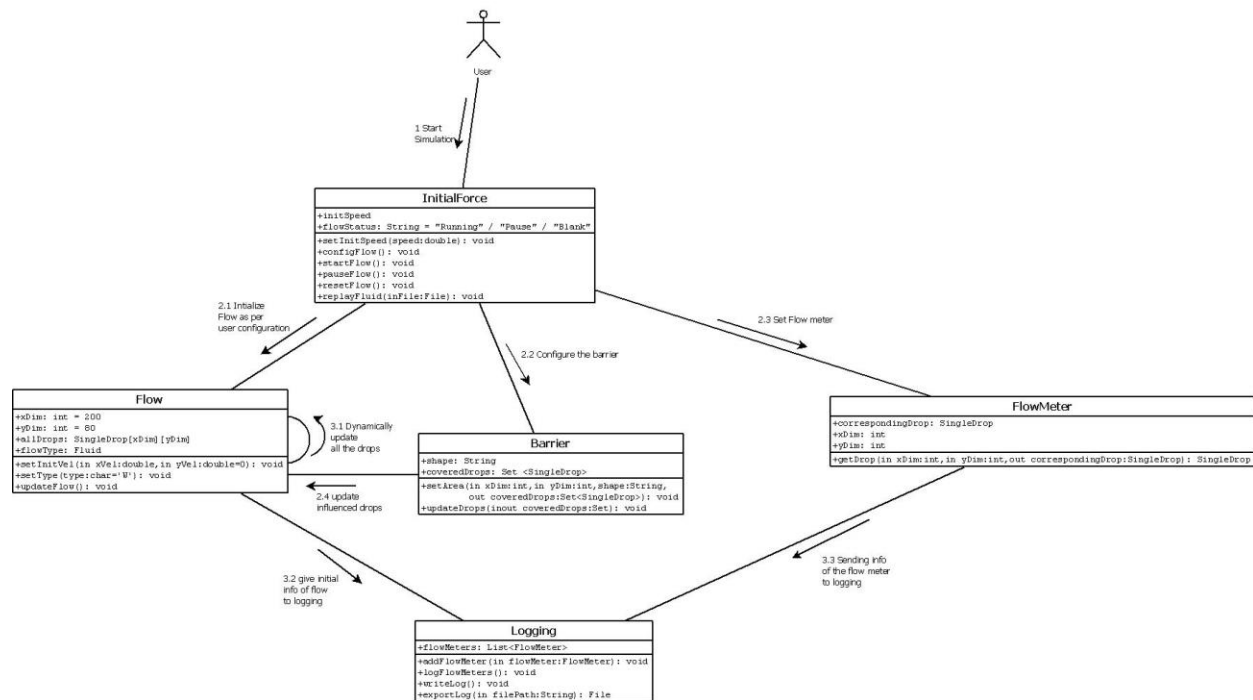 User
1 Start
Simulation
InitialForce
+initSpeed
+flowStatus: String = "Running" / "Pause" / "Blank"
+setInitSpeed(speed:double): void
+configFlow(): void
+startFlow(): void
+pauseFlow(): void
+resetFlow(): void
+replayFluid(inFile:File): void
2.1 Intialize
Flow as per
user configuration
2.2 Configure the barrier
2.3 Set Flow meter
Flow
+xDim: int = 200
+yDim: int = 80
+allDrops: SingleDrop[xDim][yDim]
+flowType: Fluid
+setInitVel(in xVel:double,in yVel:double=0): void
+setType(type:char='W'): void
+updateFlow(): void
3.1 Dynamically
update
all the drops
Barrier
+shape: String
+coveredDrops: Set <SingleDrop>
+setArea(in xDim:int,in yDim:int,shape:String,
out coveredDrops:Set<SingleDrop>): void
+updateDrops(inout coveredDrops:Set): void
FlowMeter
+correspondingDrop: SingleDrop
+xDim: int
+yDim: int
+getDrop(in xDim:int,in yDim:int,out correspondingDrop:SingleDrop): SingleDrop
2.4 update
influenced drops
3.2 give initial
info of flow
to logging
3.3 Sending info
of the flow meter
to logging
Logging
+flowMeters: List<FlowMeter>
+addFlowMeter(in flowMeter:FlowMeter): void
+logFlowMeters(): void
+writeLog(): void
+exportLog(in filePath:String): File